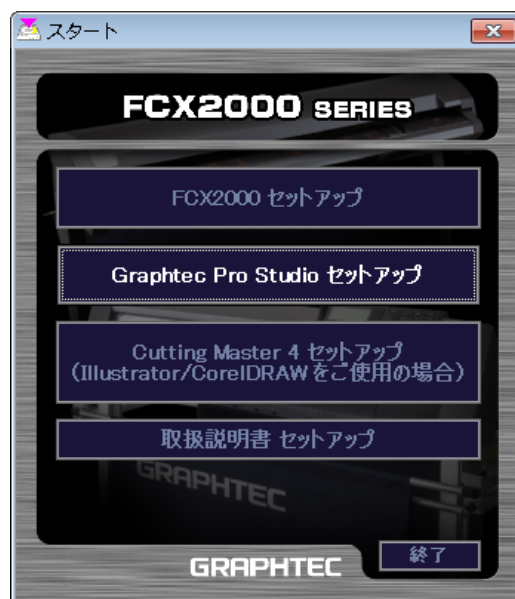 スタート
FCX2000 SERIES
FCX2000 セットアップ
Graphtec Pro Studio セットアップ
Cutting Master 4 セットアップ
(Illustrator/CorelDRAWをご使用の場合)
取扱説明書 セットアップ
GRAPHTEC
GRAPHTEC
終了